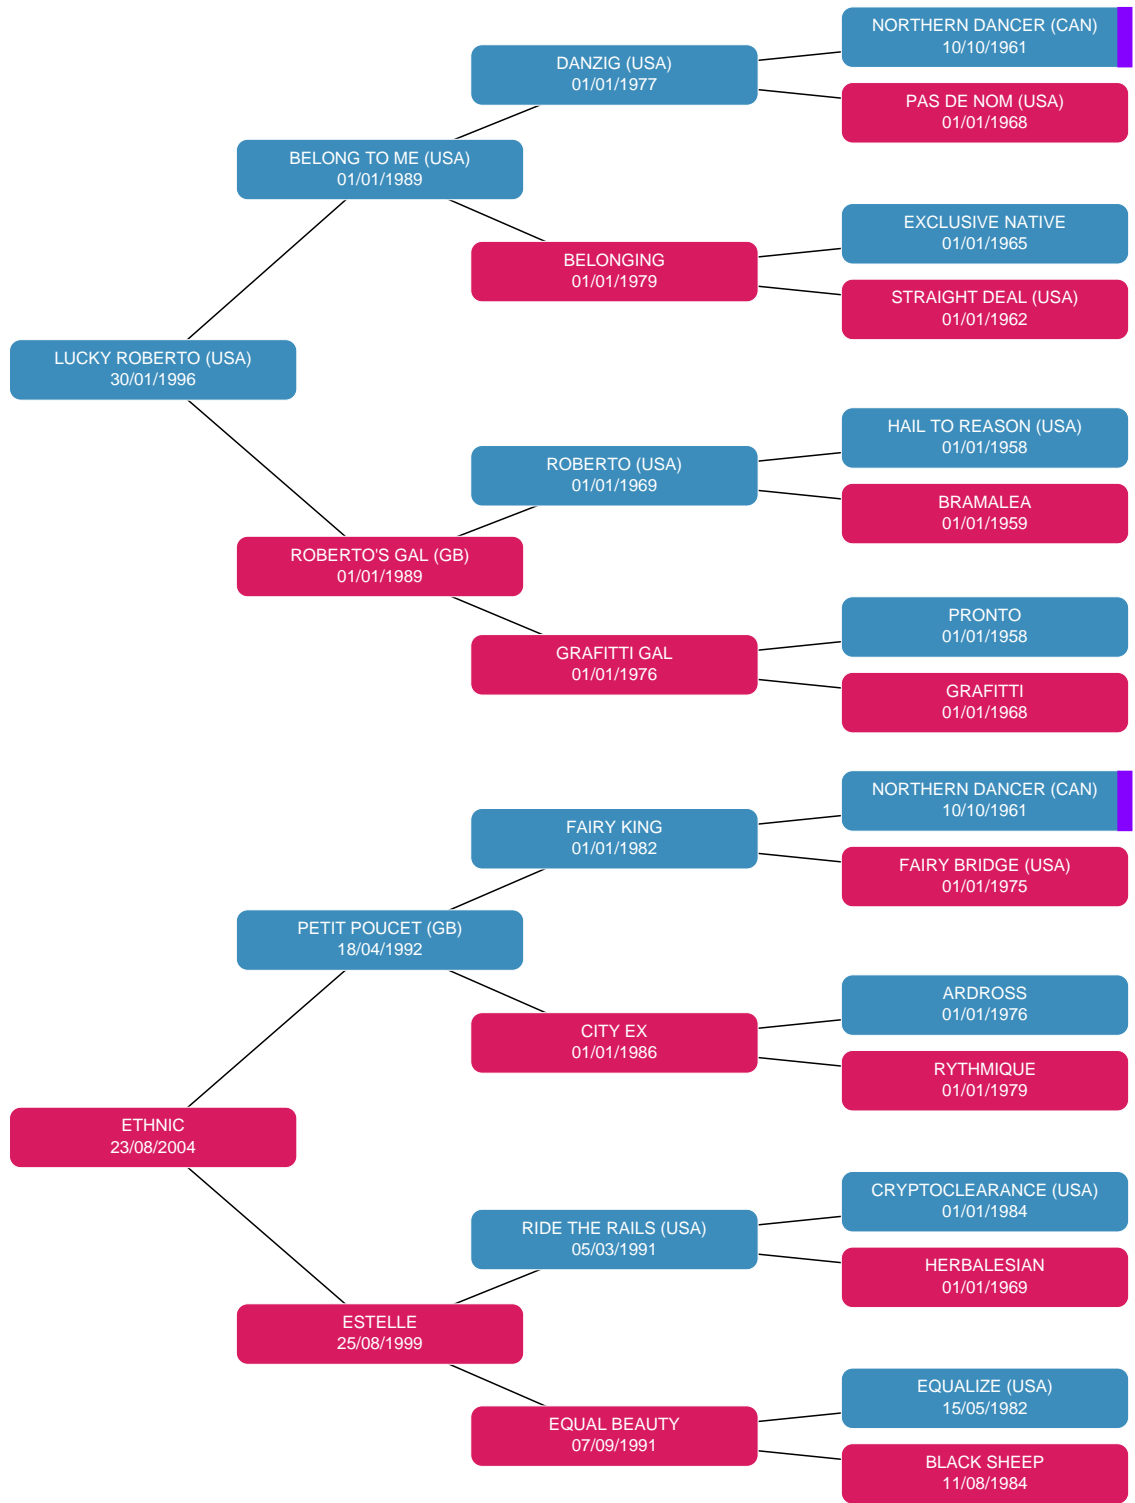 NORTHERN DANCER (CAN)
10/10/1961
DANZIG (USA)
01/01/1977
PAS DE NOM (USA)
01/01/1968
BELONG TO ME (USA)
01/01/1989
EXCLUSIVE NATIVE
01/01/1965
BELONGING
01/01/1979
STRAIGHT DEAL (USA)
01/01/1962
LUCKY ROBERTO (USA)
30/01/1996
HAIL TO REASON (USA)
01/01/1958
ROBERTO (USA)
01/01/1969
BRAMALEA
01/01/1959
ROBERTO'S GAL (GB)
01/01/1989
PRONTO
01/01/1958
GRAFITTI GAL
01/01/1976
GRAFITTI
01/01/1968
NORTHERN DANCER (CAN)
10/10/1961
FAIRY KING
01/01/1982
FAIRY BRIDGE (USA)
01/01/1975
PETIT POUCET (GB)
18/04/1992
ARDROSS
01/01/1976
CITY EX
01/01/1986
RYTHMIQUE
01/01/1979
ETHNIC
23/08/2004
CRYPTOCLEARANCE (USA)
01/01/1984
RIDE THE RAILS (USA)
05/03/1991
HERBALESIAN
01/01/1969
ESTELLE
25/08/1999
EQUALIZE (USA)
15/05/1982
EQUAL BEAUTY
07/09/1991
BLACK SHEEP
11/08/1984